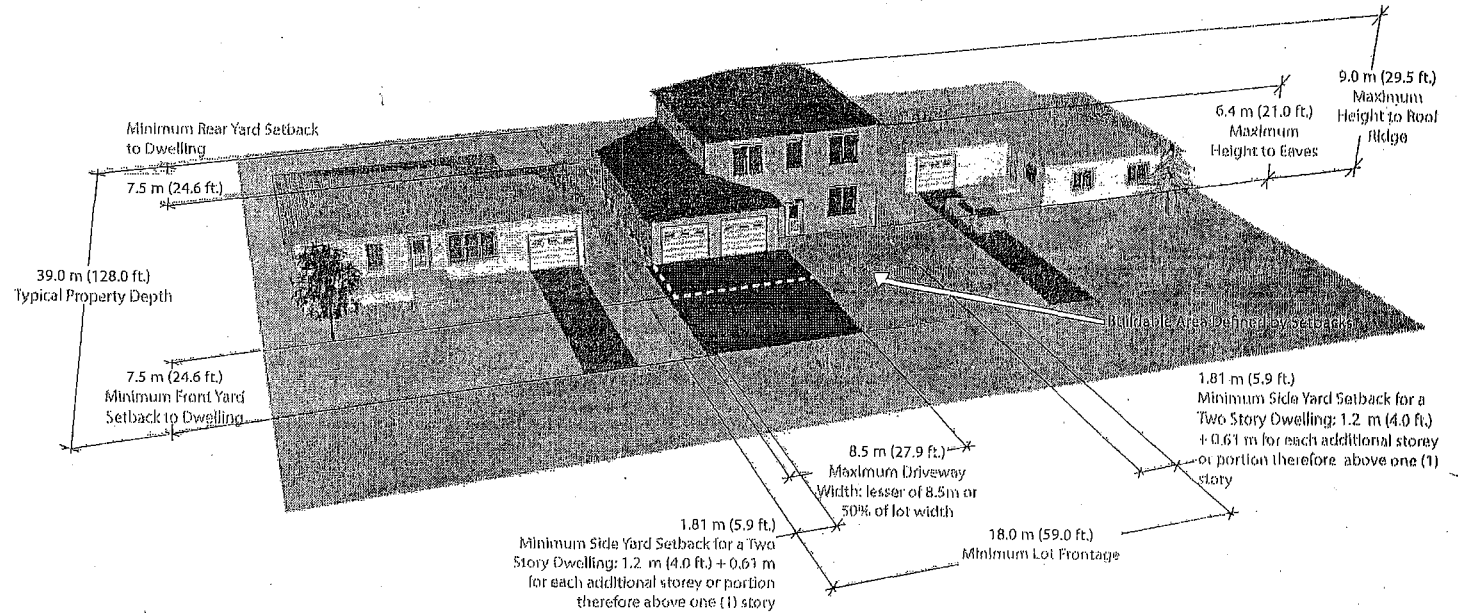 Minimum Rear Yard Setback
to Dwelling
7.5 m (24.6 ft.)
39.0 m (128.0 ft.)
Typical Property Depth
7.5 m (24.6 ft.)
Minimum Front Yard
Setback to Dwelling
9.0 m (29.5 ft.)
Maximum
Height to Roof
Ridge
6.4 m (21.0 ft.)
Maximum
Height to Eaves
Buildable Area Defined by Setbacks
1.81 m (5.9 ft.)
Minimum Side Yard Setback for a
Two Story Dwelling: 1.2 m (4.0 ft.)
+ 0.61 m for each additional storey
or portion therefore above one (1)
story
8.5 m (27.9 ft.)
Maximum Driveway
Width: lesser of 8.5m or
50% of lot width
18.0 m (59.0 ft.)
Minimum Lot Frontage
1.81 m (5.9 ft.)
Minimum Side Yard Setback for a Two
Story Dwelling: 1.2 m (4.0 ft.) + 0.61 m
for each additional storey or portion
therefore above one (1) story